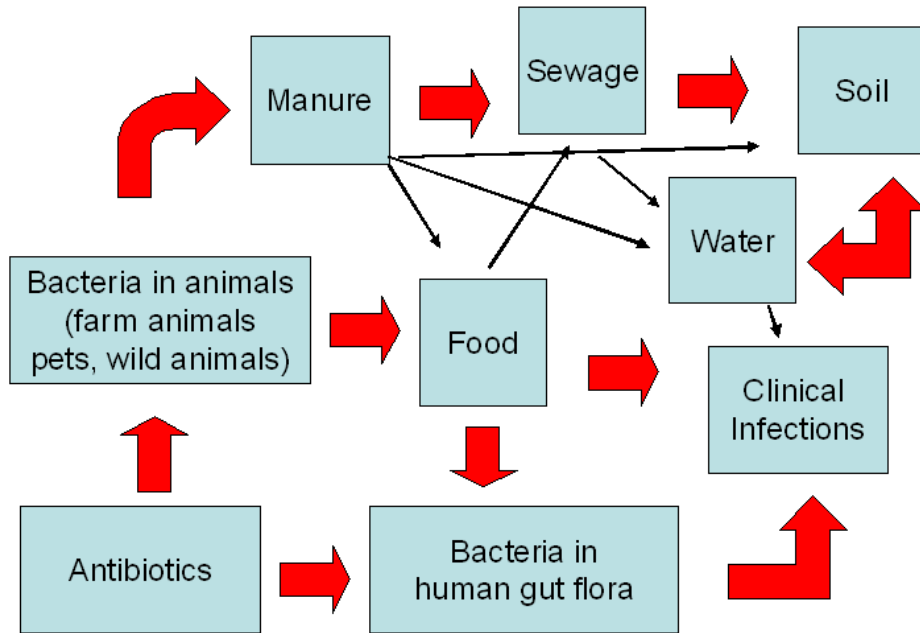 Manure
Sewage
Soil
Water
Bacteria in animals
(farm animals
pets, wild animals)
Food
Clinical
Infections
Antibiotics
Bacteria in
human gut flora